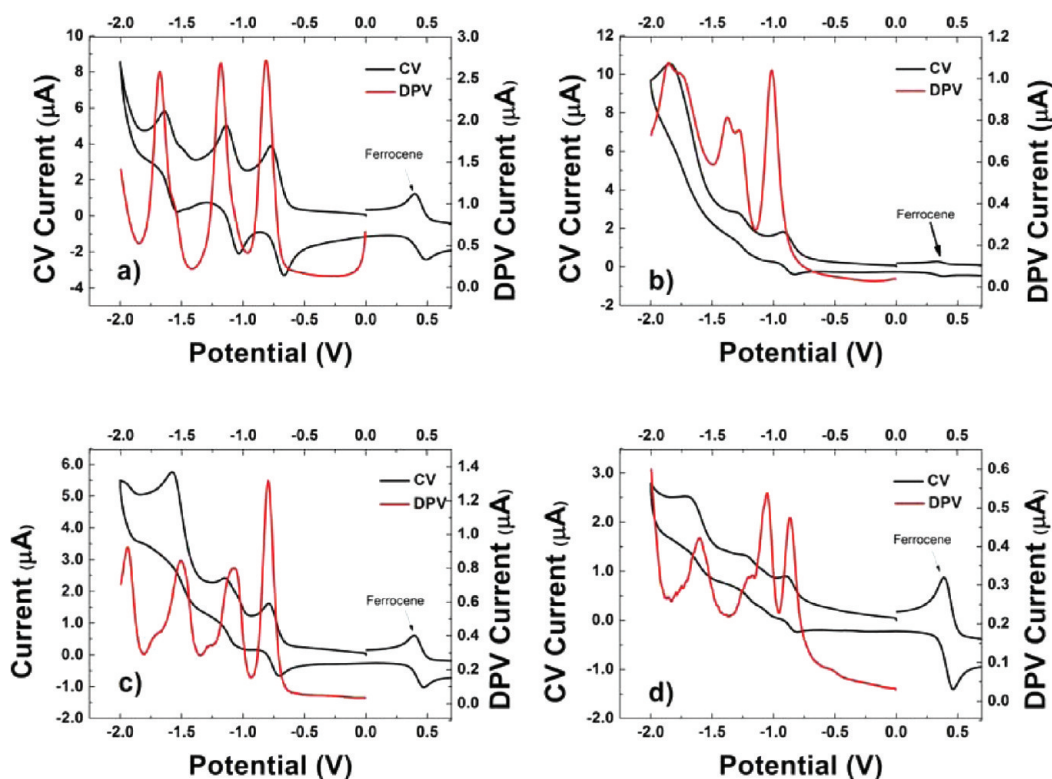 -2.0 -1.5 -1.0 -0.5 0.0 0.5
10
8
6
4
2
0
-2
-4
CV Current (µA)
3.0
2.5
2.0
1.5
1.0
0.5
0.0
DPV Current (µA)
CV
DPV
Ferrocene
a)
-2.0 -1.5 -1.0 -0.5 0.0 0.5
Potential (V)
-2.0 -1.5 -1.0 -0.5 0.0 0.5
12
10
8
6
4
2
0
-2
CV Current (µA)
1.2
1.0
0.8
0.6
0.4
0.2
0.0
DPV Current (µA)
CV
DPV
Ferrocene
b)
-2.0 -1.5 -1.0 -0.5 0.0 0.5
Potential (V)
-2.0 -1.5 -1.0 -0.5 0.0 0.5
6.0
5.0
4.0
3.0
2.0
1.0
0.0
-1.0
-2.0
Current (µA)
1.4
1.2
1.0
0.8
0.6
0.4
0.2
0.0
DPV Current (µA)
CV
DPV
Ferrocene
c)
-2.0 -1.5 -1.0 -0.5 0.0 0.5
Potential (V)
-2.0 -1.5 -1.0 -0.5 0.0 0.5
3.0
2.0
1.0
0.0
-1.0
-2.0
CV Current (µA)
0.6
0.5
0.4
0.3
0.2
0.1
0.0
DPV Current (µA)
CV
DPV
Ferrocene
d)
-2.0 -1.5 -1.0 -0.5 0.0 0.5
Potential (V)